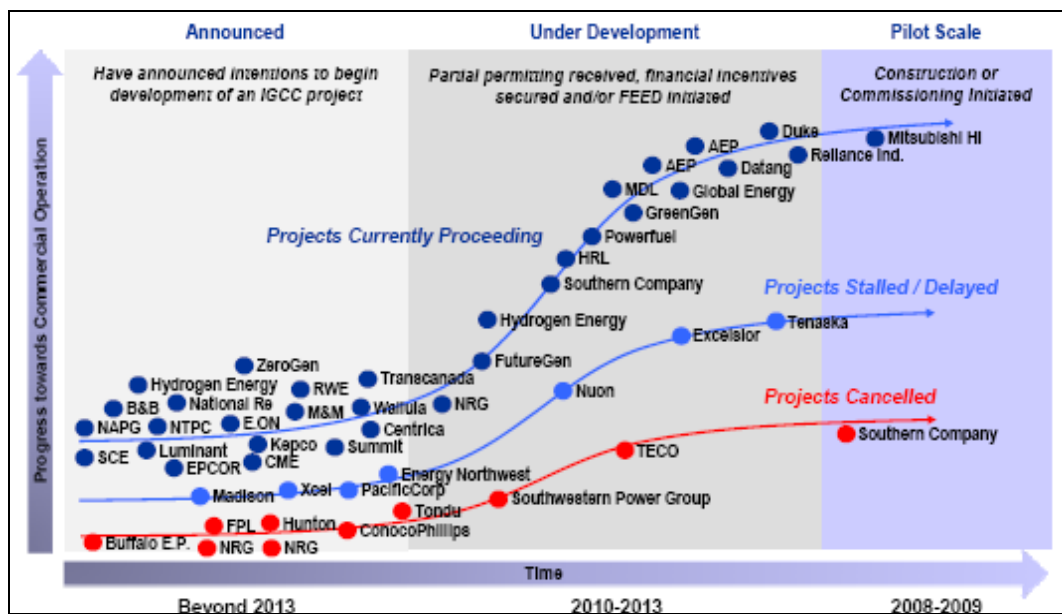 Announced
Under Development
Pilot Scale
Have announced intentions to begin
development of an IGCC project
Partial permitting received, financial incentives
secured and/or FEED initiated
Construction or
Commissioning Initiated
Progress towards Commercial Operation
Projects Currently Proceeding
Duke
Mitsubishi HI
AEP
Reliance Ind.
AEP
Datang
MDL
Global Energy
GreenGen
Powerfuel
HRL
Southern Company
Projects Stalled / Delayed
Hydrogen Energy
Tenaska
Excelsior
FutureGen
ZeroGen
Transcanada
Hydrogen Energy
RWE
Nuon
National Re
Projects Cancelled
B&B
M&M
Waifula
NRG
NAPG
NTPC
E.ON
Centrica
Southern Company
Luminant
Kepco
Summit
TECO
SCE
EPCOR
CME
Energy Northwest
Madison
Xcel
PacificCorp
Southwestern Power Group
Tondu
FPL
Hunton
ConocoPhillips
Buffalo E.P.
NRG
NRG
Time
Beyond 2013
2010-2013
2008-2009